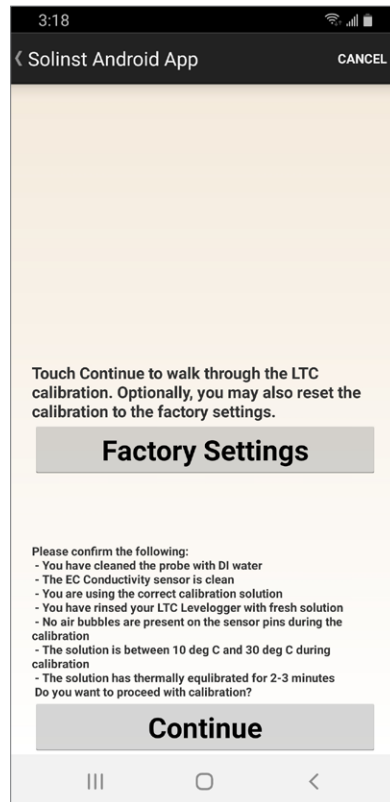 3:18
Solinst Android App
CANCEL
Touch Continue to walk through the LTC
calibration. Optionally, you may also reset the
calibration to the factory settings.
Factory Settings
Please confirm the following:
- You have cleaned the probe with DI water
- The EC Conductivity sensor is clean
- You are using the correct calibration solution
- You have rinsed your LTC Levelogger with fresh solution
- No air bubbles are present on the sensor pins during the
calibration
- The solution is between 10 deg C and 30 deg C during
calibration
- The solution has thermally equlibrated for 2-3 minutes
Do you want to proceed with calibration?
Continue